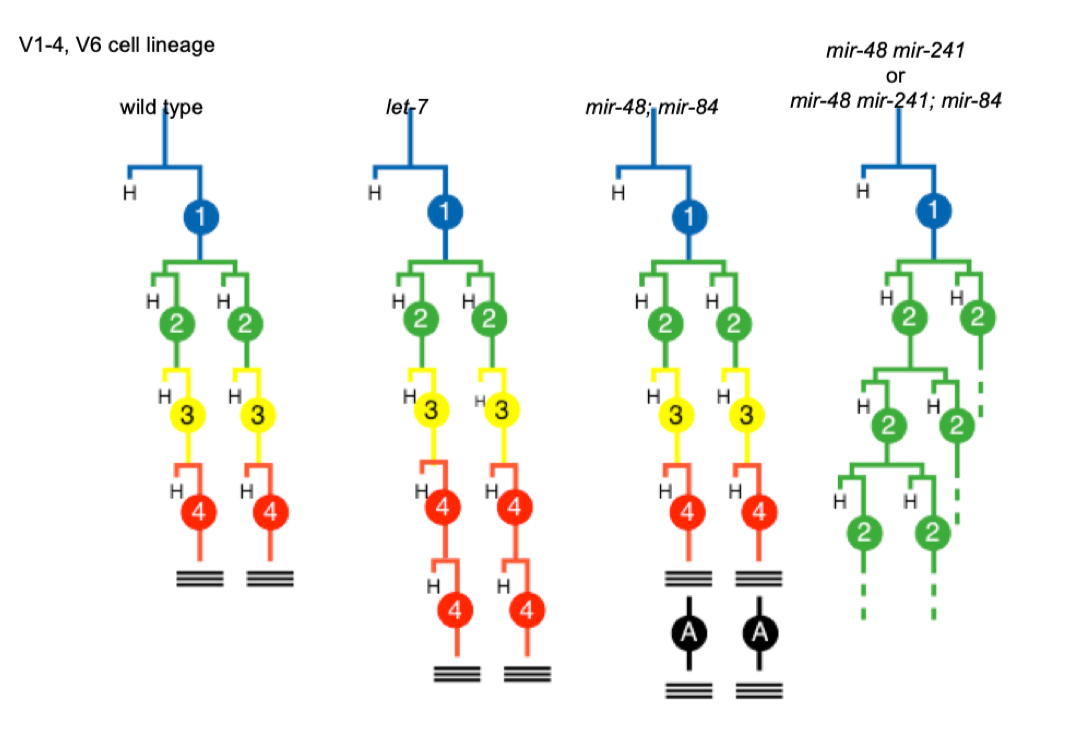 V1-4, V6 cell lineage
mir-48 mir-241
or
wild type let-7 mir-48; mir-84 mir-48 mir-241; mir-84
H H H H
1 1 1 1
H H H H H H H H
2 2 2 2 2 2 2 2
H H H H H H H H
3 3 3 3 3 3 2 2
H H H H H H H H
4 4 4 4 4 4 2 2
H H
4 4 A A